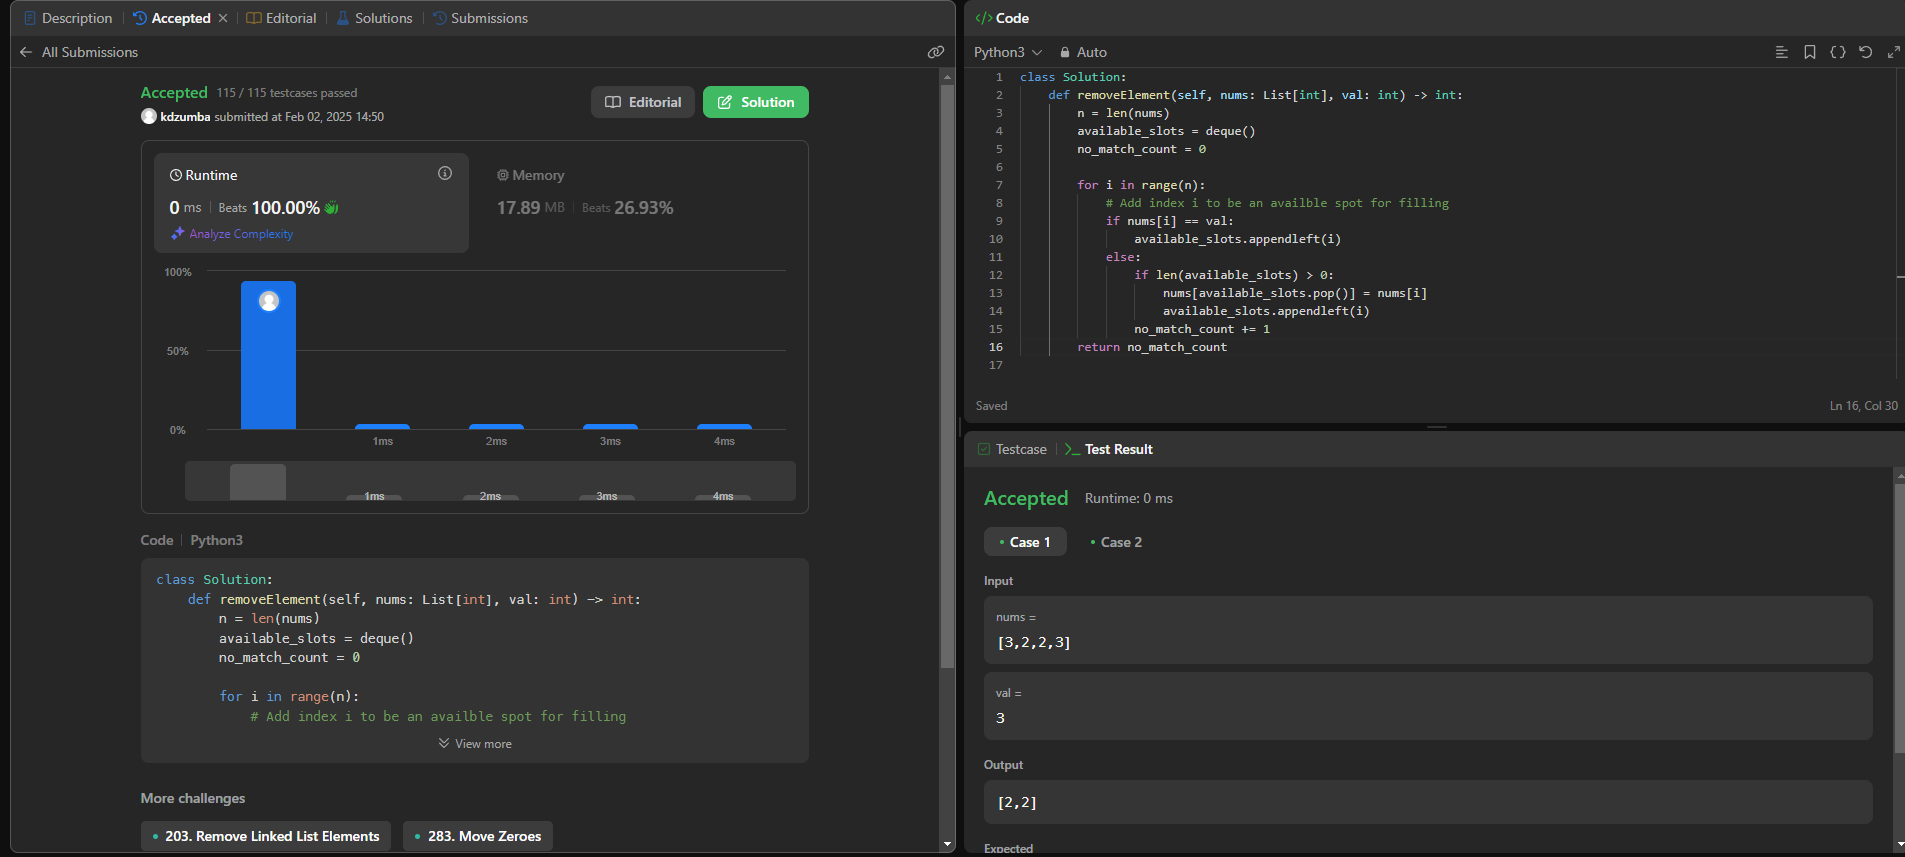 Description
Accepted
Editorial
Solutions
Submissions
All Submissions
Accepted 115 / 115 testcases passed
kdzumba submitted at Feb 02, 2025 14:50
Editorial
Solution
Runtime
0 ms Beats 100.00%
Analyze Complexity
Memory
17.89 MB Beats 26.93%
100%
50%
0%
1ms 2ms 3ms 4ms
1ms 2ms 3ms 4ms
Code Python3
class Solution:
    def removeElement(self, nums: List[int], val: int) -> int:
        n = len(nums)
        available_slots = deque()
        no_match_count = 0
        for i in range(n):
            # Add index i to be an availble spot for filling
View more
More challenges
203. Remove Linked List Elements
283. Move Zeroes
</> Code
Python3 Auto
1 class Solution:
2     def removeElement(self, nums: List[int], val: int) -> int:
3         n = len(nums)
4         available_slots = deque()
5         no_match_count = 0
6
7         for i in range(n):
8             # Add index i to be an availble spot for filling
9             if nums[i] == val:
10                 available_slots.appendleft(i)
11             else:
12                 if len(available_slots) > 0:
13                     nums[available_slots.pop()] = nums[i]
14                     available_slots.appendleft(i)
15                 no_match_count += 1
16         return no_match_count
17
Saved
Ln 16, Col 30
Testcase
Test Result
Accepted Runtime: 0 ms
Case 1
Case 2
Input
nums =
[3,2,2,3]
val =
3
Output
[2,2]
Expected